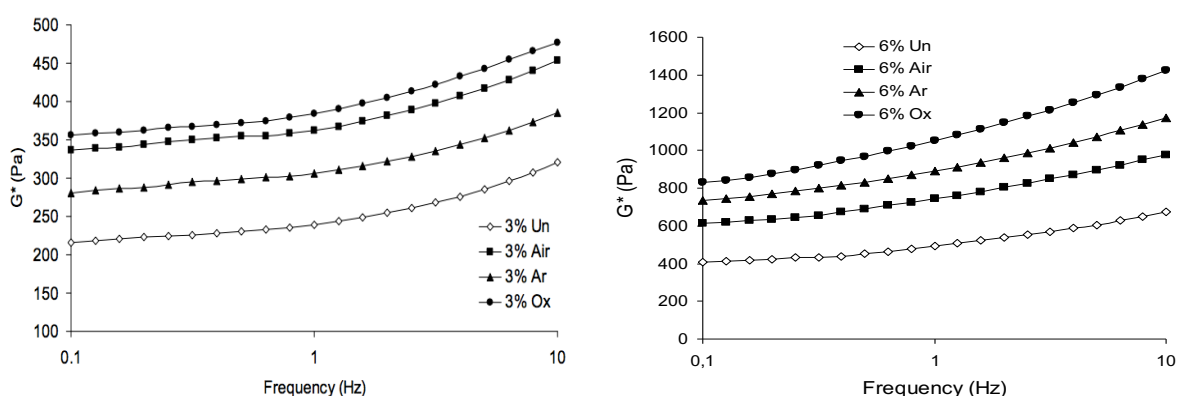 500
450
400
350
300
250
200
150
100
G* (Pa)
3% Un
3% Air
3% Ar
3% Ox
0.1
1
10
Frequency (Hz)
1600
1400
1200
1000
800
600
400
200
0
G* (Pa)
6% Un
6% Air
6% Ar
6% Ox
0,1
1
10
Frequency (Hz)